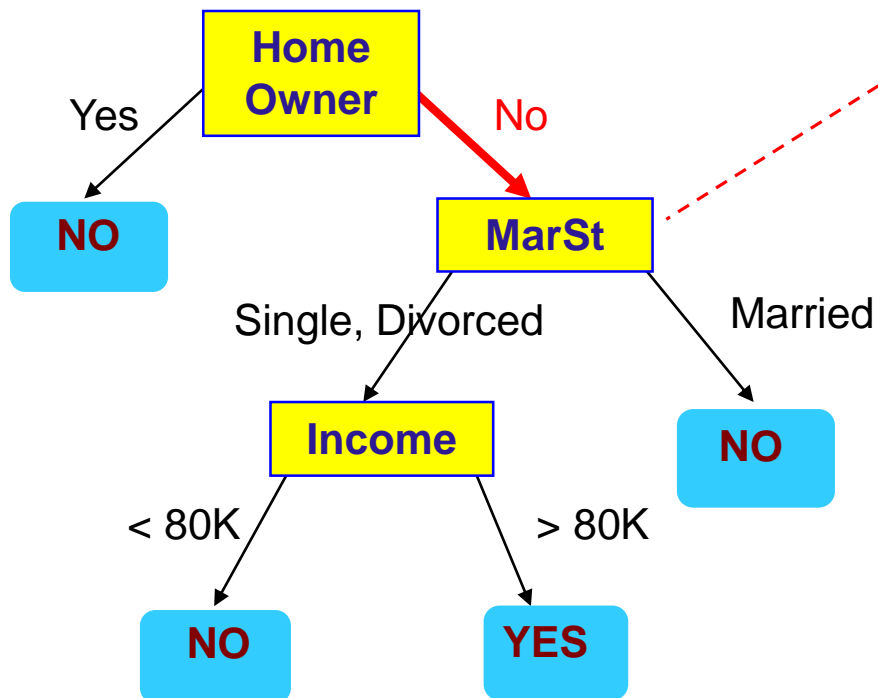 Home
Owner
Yes
No
NO
MarSt
Single, Divorced
Married
Income
NO
< 80K
> 80K
NO
YES